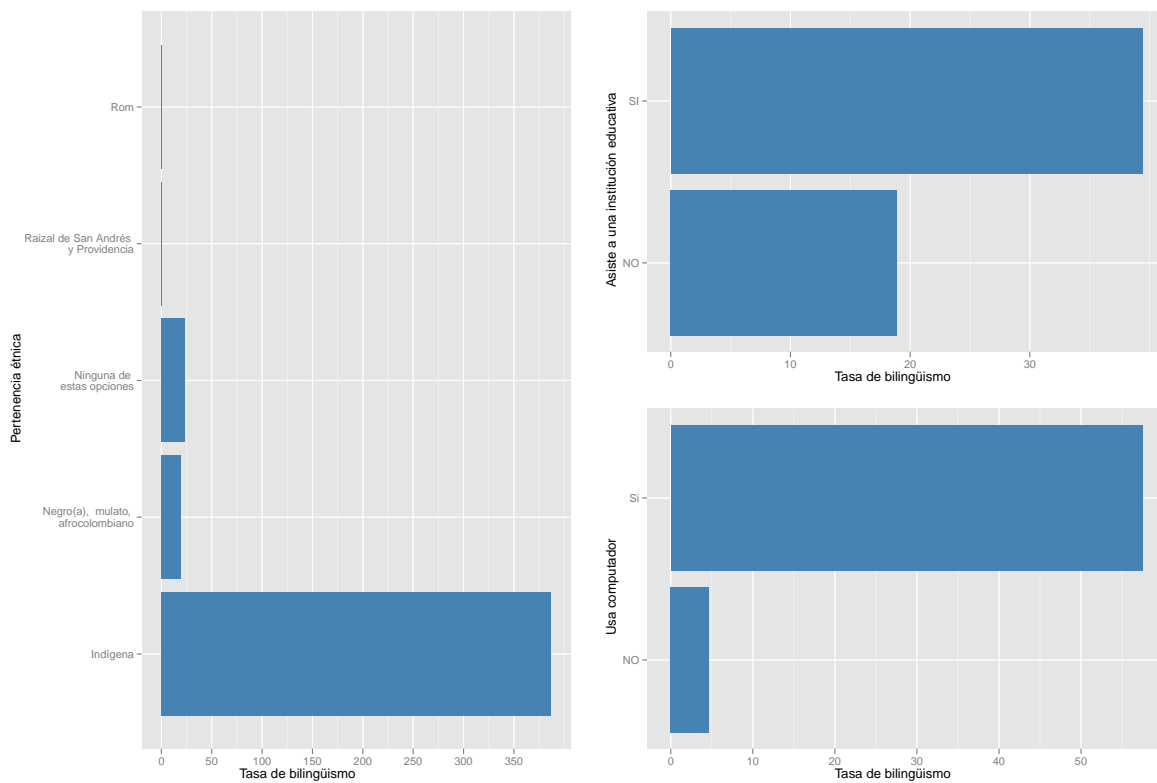 Pertenencia étnica
Rom
Raizal de San Andrés
y Providencia
Ninguna de
estas opciones
Negro(a), mulato,
afrocolombiano
Indígena
0 50 100 150 200 250 300 350
Tasa de bilingüismo
Asiste a una institución educativa
SI
NO
0 10 20 30
Tasa de bilingüismo
Usa computador
Si
NO
0 10 20 30 40 50
Tasa de bilingüismo